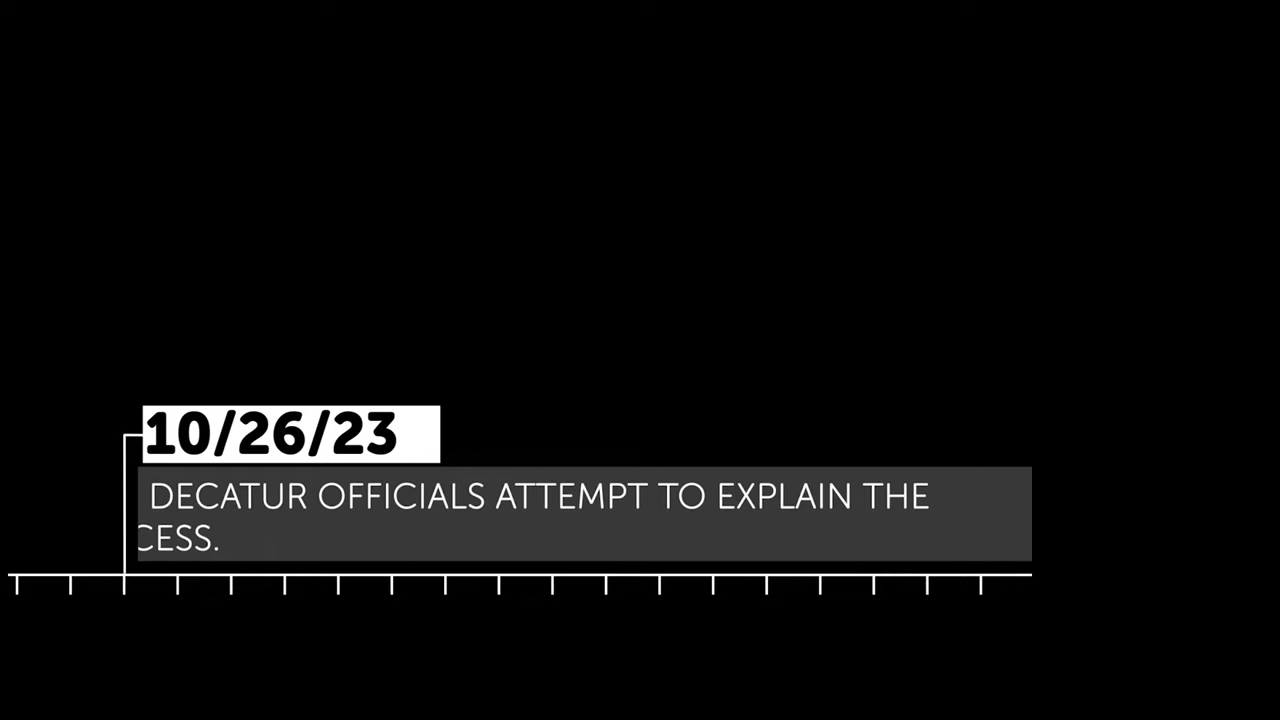 10/26/23
DECATUR OFFICIALS ATTEMPT TO EXPLAIN THE
CESS.